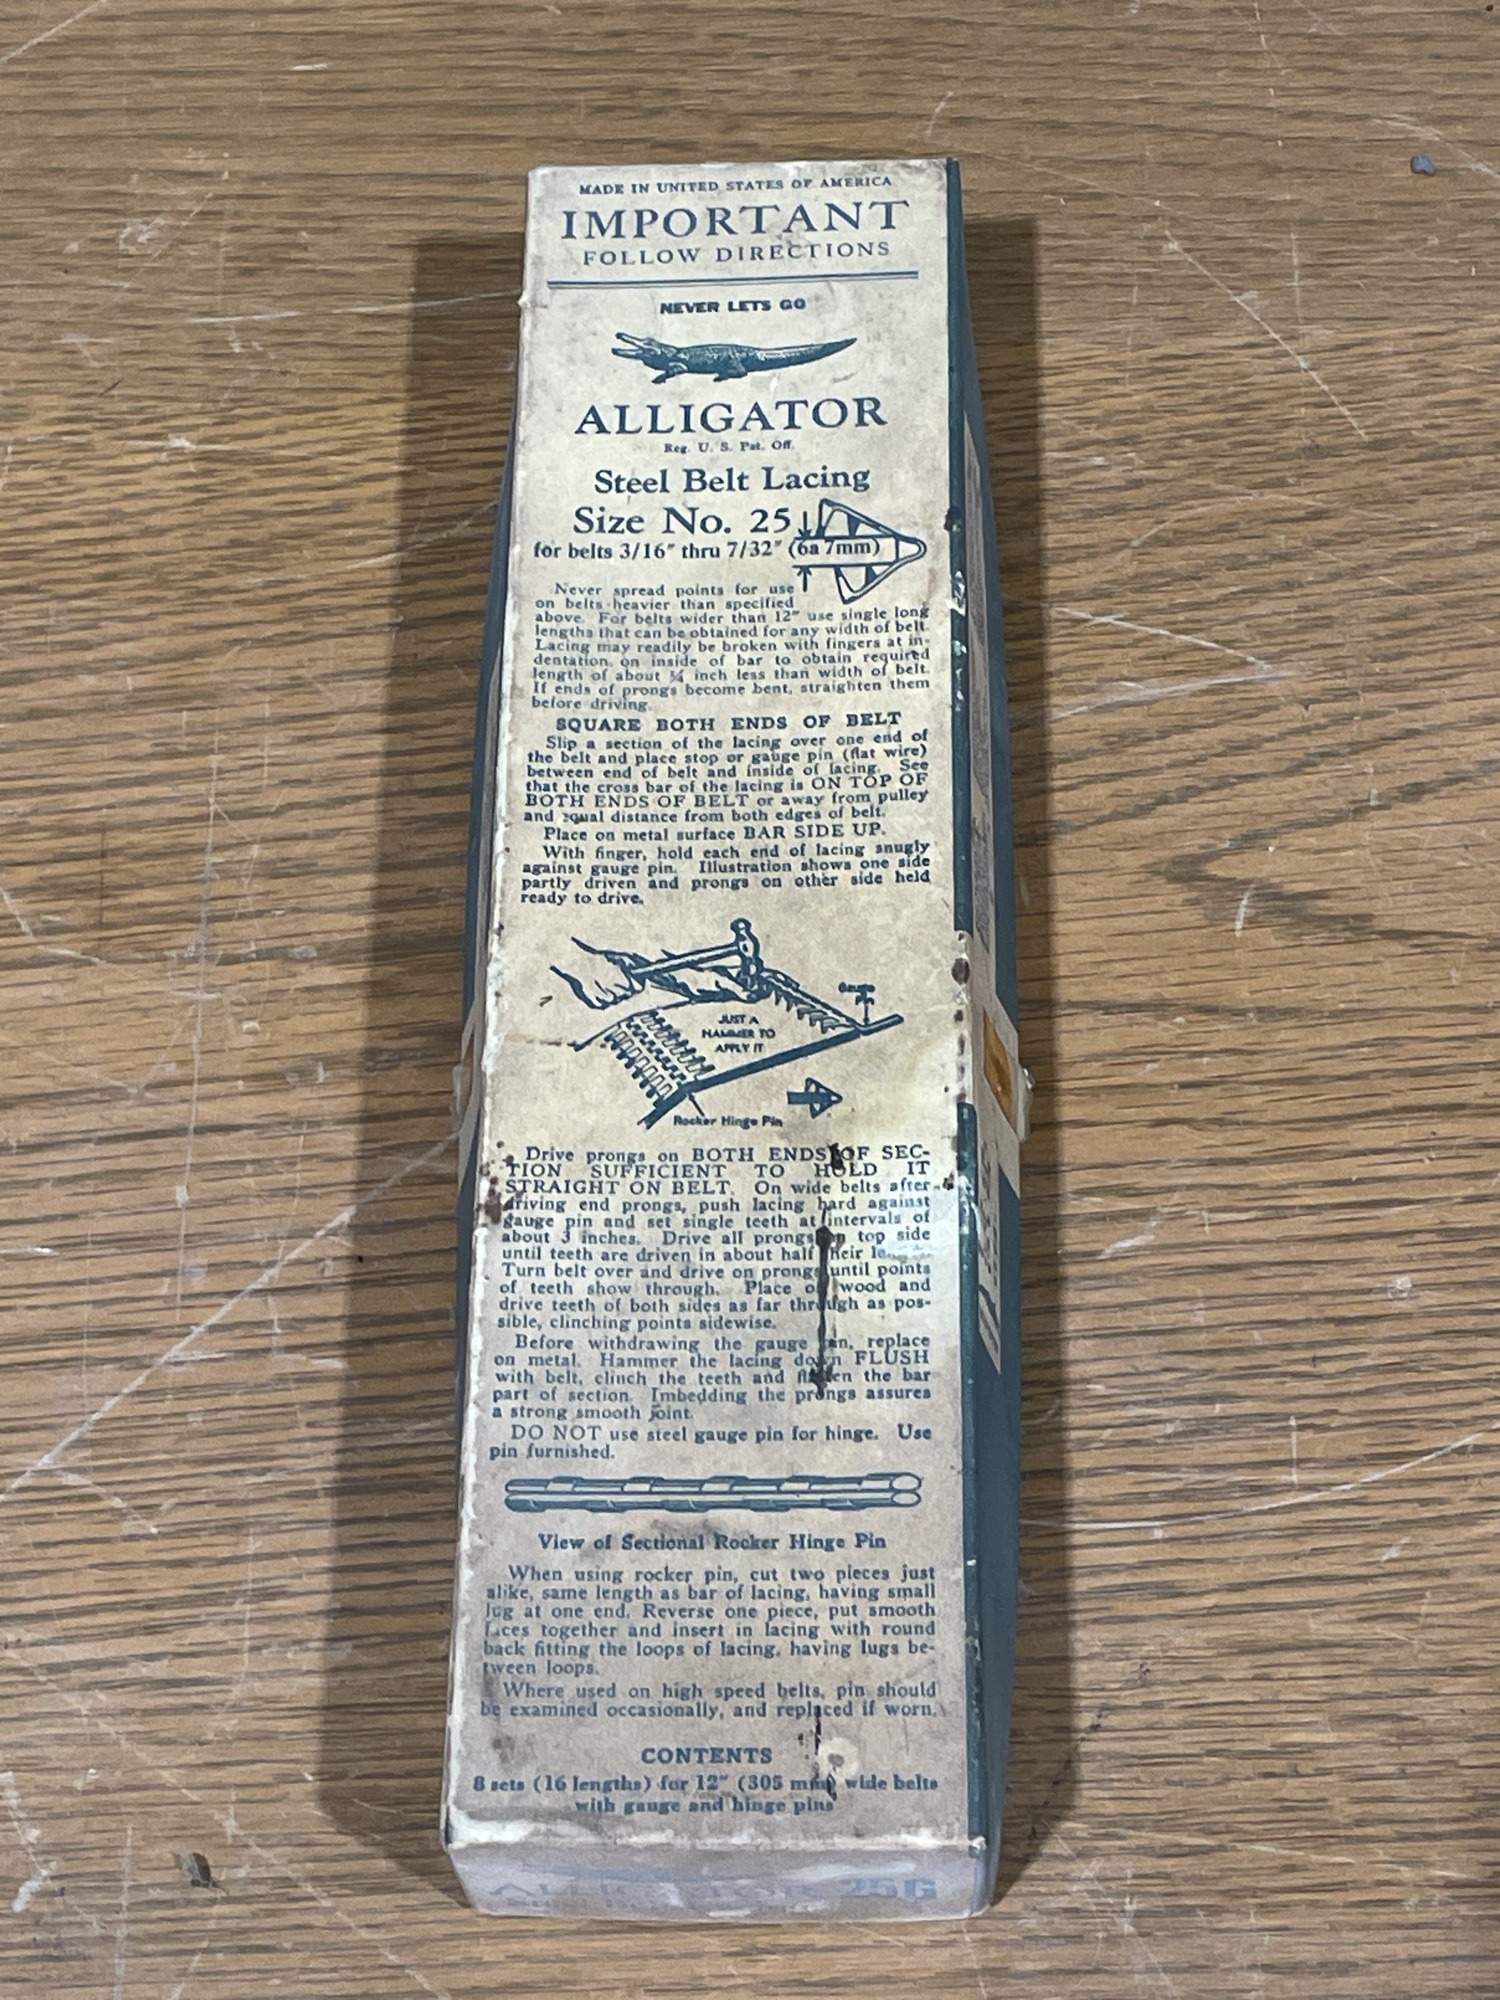 MADE IN UNITED STATES OF AMERICA
IMPORTANT
FOLLOW DIRECTIONS
NEVER LETS GO
ALLIGATOR
Reg. U. S. Pat. Off.
Steel Belt Lacing
Size No. 25
for belts 3/16" thru 7/32" (6a 7mm)
Never spread points for use
on belts heavier than specified
above. For belts wider than 12" use single long
lengths that can be obtained for any width of belt.
Lacing may readily be broken with fingers at in-
dentation on inside of bar to obtain required
length of about ¼ inch less than width of belt.
If ends of prongs become bent, straighten them
before driving.
SQUARE BOTH ENDS OF BELT
Slip a section of the lacing over one end of
the belt and place stop or gauge pin (flat wire)
between end of belt and inside of lacing. See
that the cross bar of the lacing is ON TOP OF
BOTH ENDS OF BELT or away from pulley
and equal distance from both edges of belt.
Place on metal surface BAR SIDE UP.
With finger, hold each end of lacing snugly
against gauge pin. Illustration shows one side
partly driven and prongs on other side held
ready to drive.
Gauge
Pin
JUST A
HAMMER TO
APPLY IT
Rocker Hinge Pin
Drive prongs on BOTH ENDS OF SEC-
TION SUFFICIENT TO HOLD IT
STRAIGHT ON BELT. On wide belts after
driving end prongs, push lacing hard against
gauge pin and set single teeth at intervals of
about 3 inches. Drive all prongs on top side
until teeth are driven in about half their
Turn belt over and drive on prongs until points
of teeth show through. Place on wood and
drive teeth of both sides as far through as pos-
sible, clinching points sidewise.
Before withdrawing the gauge pin, replace
on metal. Hammer the lacing down FLUSH
with belt, clinch the teeth and flatten the bar
part of section. Imbedding the prongs assures
a strong smooth joint.
DO NOT use steel gauge pin for hinge. Use
pin furnished.
View of Sectional Rocker Hinge Pin
When using rocker pin, cut two pieces just
alike, same length as bar of lacing, having small
lug at one end. Reverse one piece, put smooth
faces together and insert in lacing with round
back fitting the loops of lacing, having lugs be-
tween loops.
Where used on high speed belts, pin should
be examined occasionally, and replaced if worn.
CONTENTS
8 sets (16 lengths) for 12" (305 mm) wide belts
with gauge and hinge pins
ALLIGATOR 25G